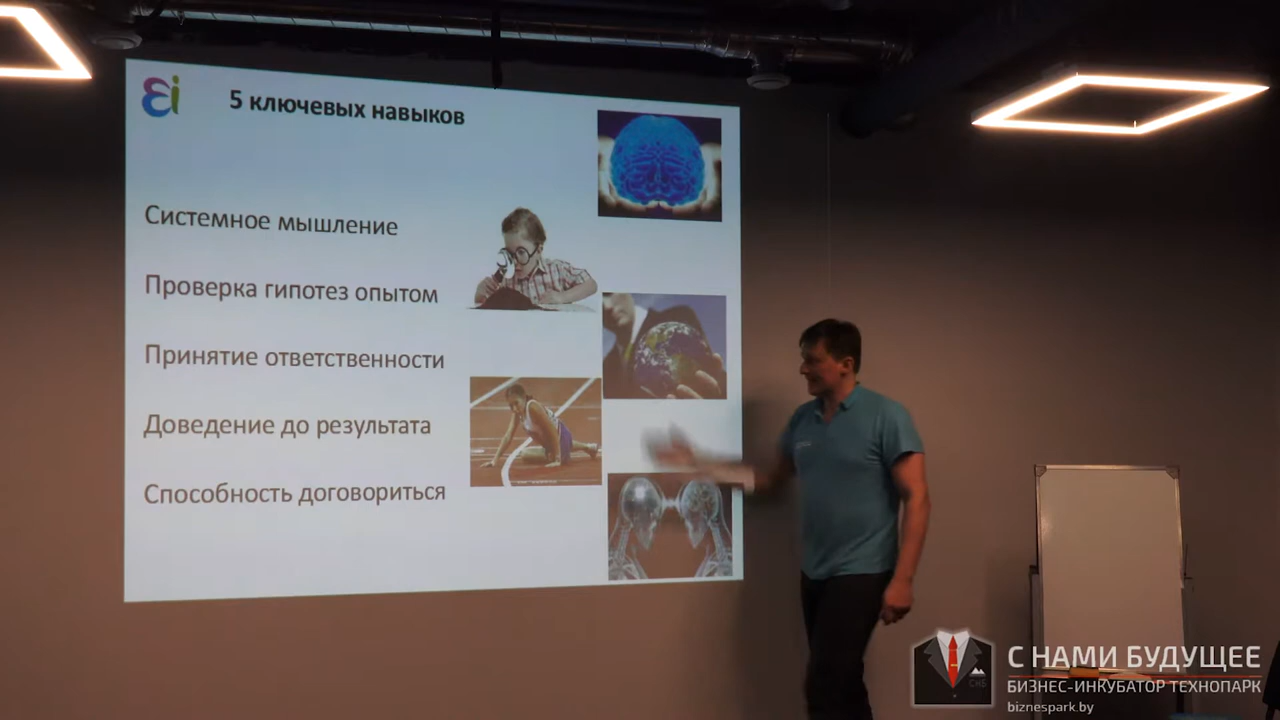 εi
5 ключевых навыков
Системное мышление
Проверка гипотез опытом
Принятие ответственности
Доведение до результата
Способность договориться
С НАМИ БУДУЩЕЕ
БИЗНЕС-ИНКУБАТОР ТЕХНОПАРК
biznespark.by